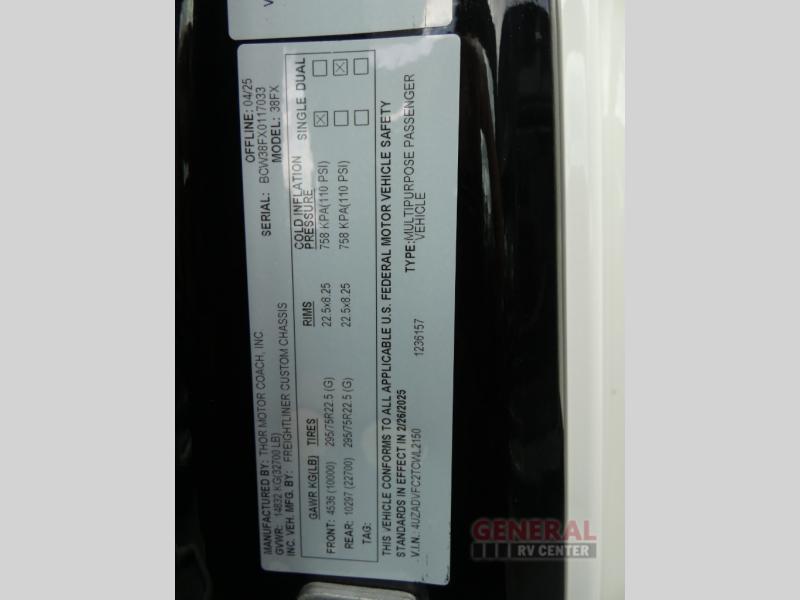 V
OFFLINE: 04/25
MANUFACTURED BY: THOR MOTOR COACH, INC SERIAL: BCW38FX0117033
GVWR: 14832 KG(32700 LB) MODEL: 38FX
INC. VEH. MFG. BY: FREIGHTLINER CUSTOM CHASSIS
GAWR KG(LB) TIRES RIMS COLD INFLATION PRESSURE SINGLE DUAL
FRONT: 4536 (10000) 295/75R22.5 (G) 22.5x8.25 758 KPA(110 PSI)
REAR: 10297 (22700) 295/75R22.5 (G) 22.5x8.25 758 KPA(110 PSI)
TAG:
THIS VEHICLE CONFORMS TO ALL APPLICABLE U.S. FEDERAL MOTOR VEHICLE SAFETY
STANDARDS IN EFFECT IN 2/26/2025
V.I.N. 4UZADVFC2TCWL2150 1236157 TYPE:MULTIPURPOSE PASSENGER
VEHICLE
GENERAL
RV CENTER